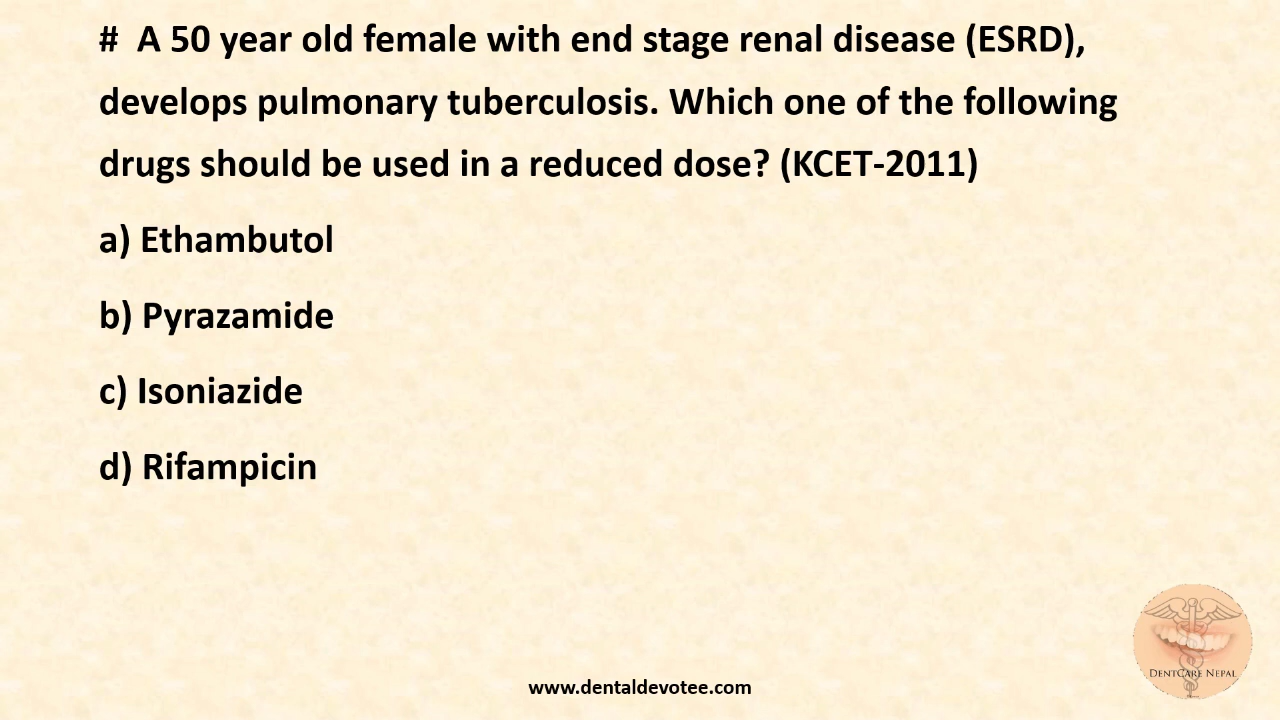 # A 50 year old female with end stage renal disease (ESRD),
develops pulmonary tuberculosis. Which one of the following
drugs should be used in a reduced dose? (KCET-2011)
a) Ethambutol
b) Pyrazamide
c) Isoniazide
d) Rifampicin
DENTCARE NEPAL
www.dentaldevotee.com